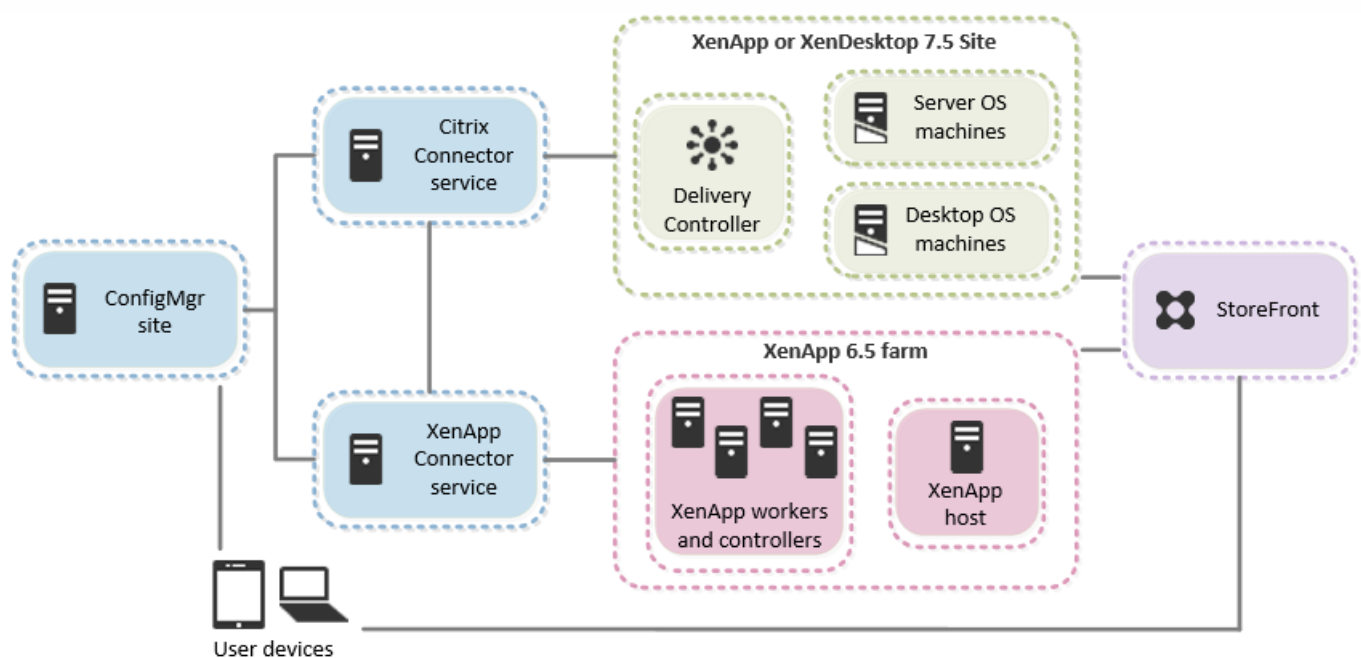 XenApp or XenDesktop 7.5 Site
Citrix
Connector
service
Delivery
Controller
Server OS
machines
Desktop OS
machines
ConfigMgr
site
StoreFront
XenApp
Connector
service
XenApp 6.5 farm
XenApp workers
and controllers
XenApp
host
User devices